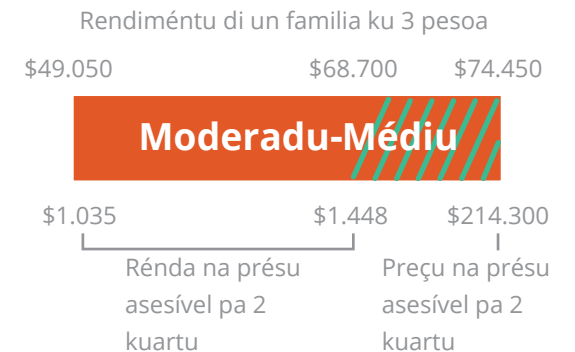 Rendiméntu di un familia ku 3 pesoa
$49.050 $68.700 $74.450
Moderadu-Médiu
$1.035 $1.448 $214.300
Rénda na présu
asesível pa 2
kuartu
Preçu na présu
asesível pa 2
kuartu